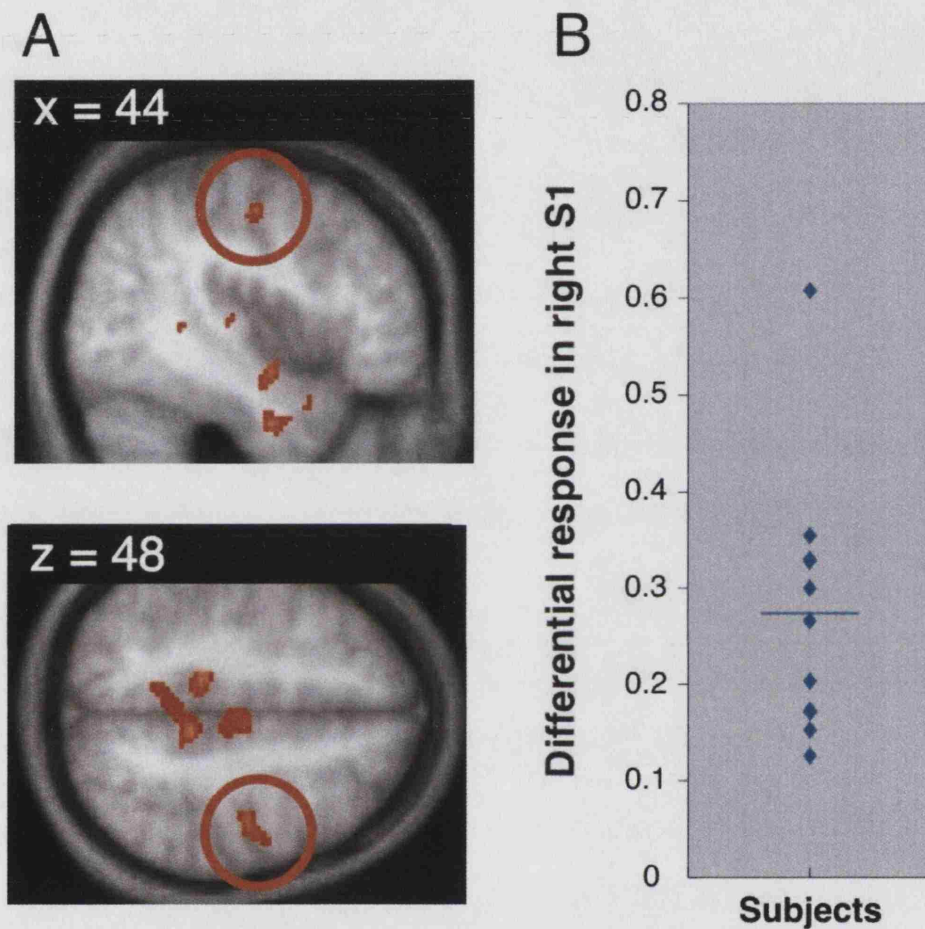 A
x = 44
z = 48
B
Differential response in right S1
0.8
0.7
0.6
0.5
0.4
0.3
0.2
0.1
0
Subjects